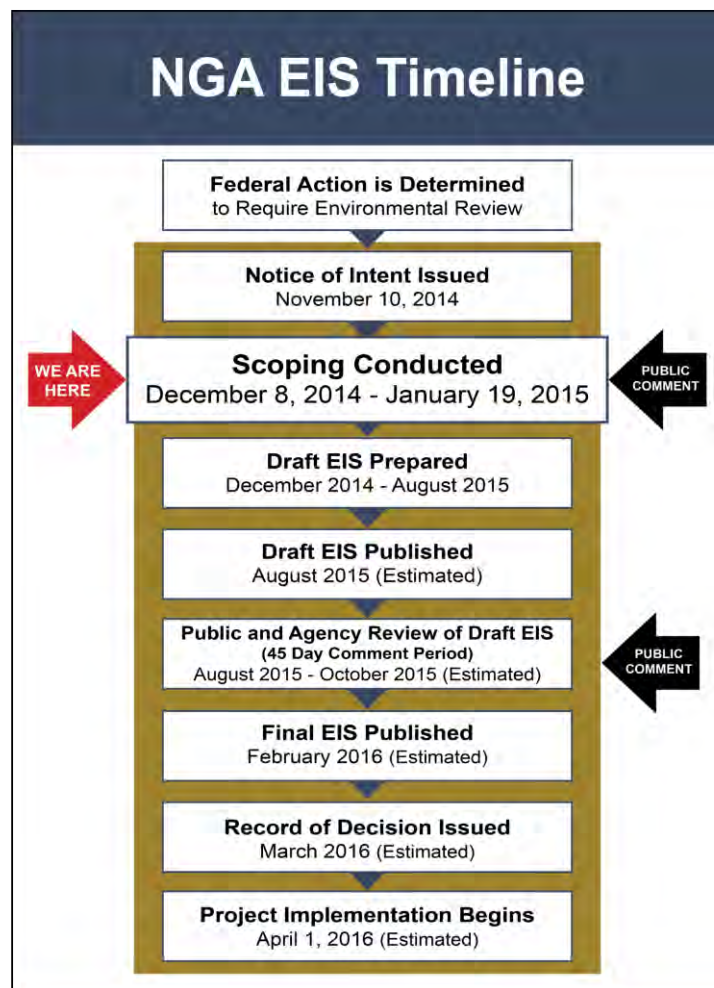 NGA EIS Timeline
Federal Action is Determined
to Require Environmental Review
Notice of Intent Issued
November 10, 2014
WE ARE
HERE
Scoping Conducted
December 8, 2014 - January 19, 2015
PUBLIC
COMMENT
Draft EIS Prepared
December 2014 - August 2015
Draft EIS Published
August 2015 (Estimated)
Public and Agency Review of Draft EIS
(45 Day Comment Period)
August 2015 - October 2015 (Estimated)
PUBLIC
COMMENT
Final EIS Published
February 2016 (Estimated)
Record of Decision Issued
March 2016 (Estimated)
Project Implementation Begins
April 1, 2016 (Estimated)